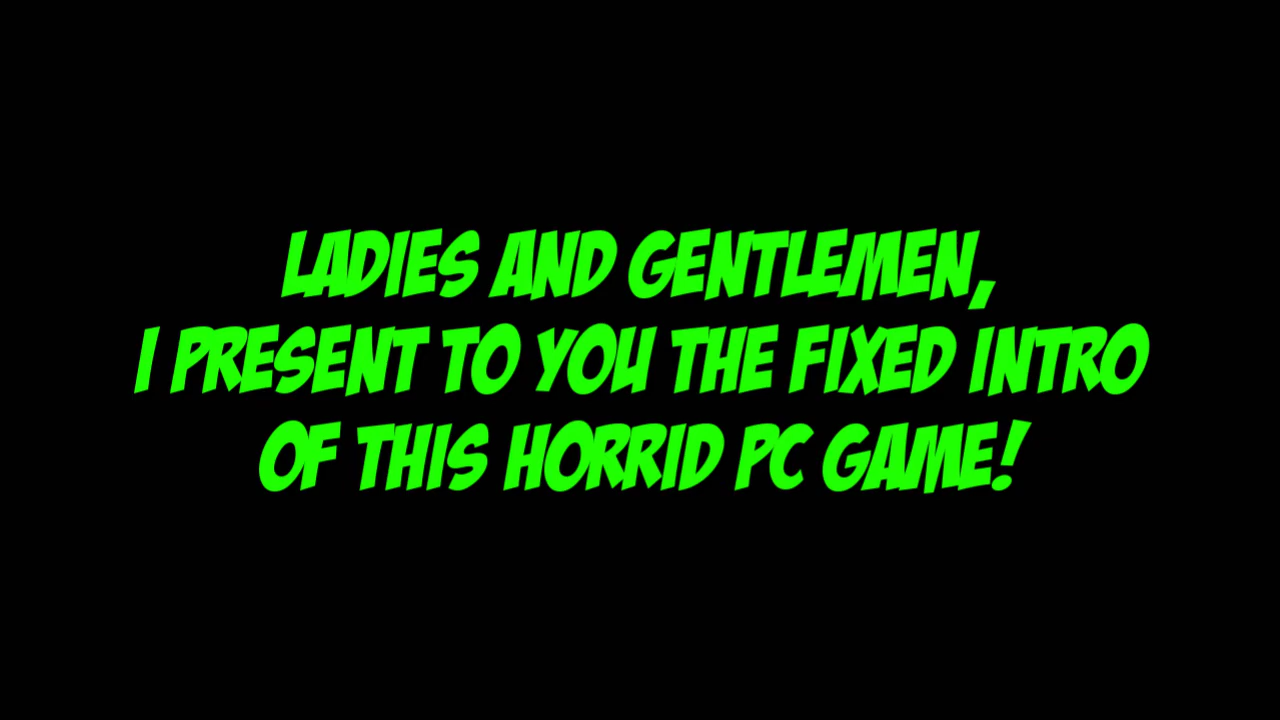 LADIES AND GENTLEMEN,
I PRESENT TO YOU THE FIXED INTRO
OF THIS HORRID PC GAME!